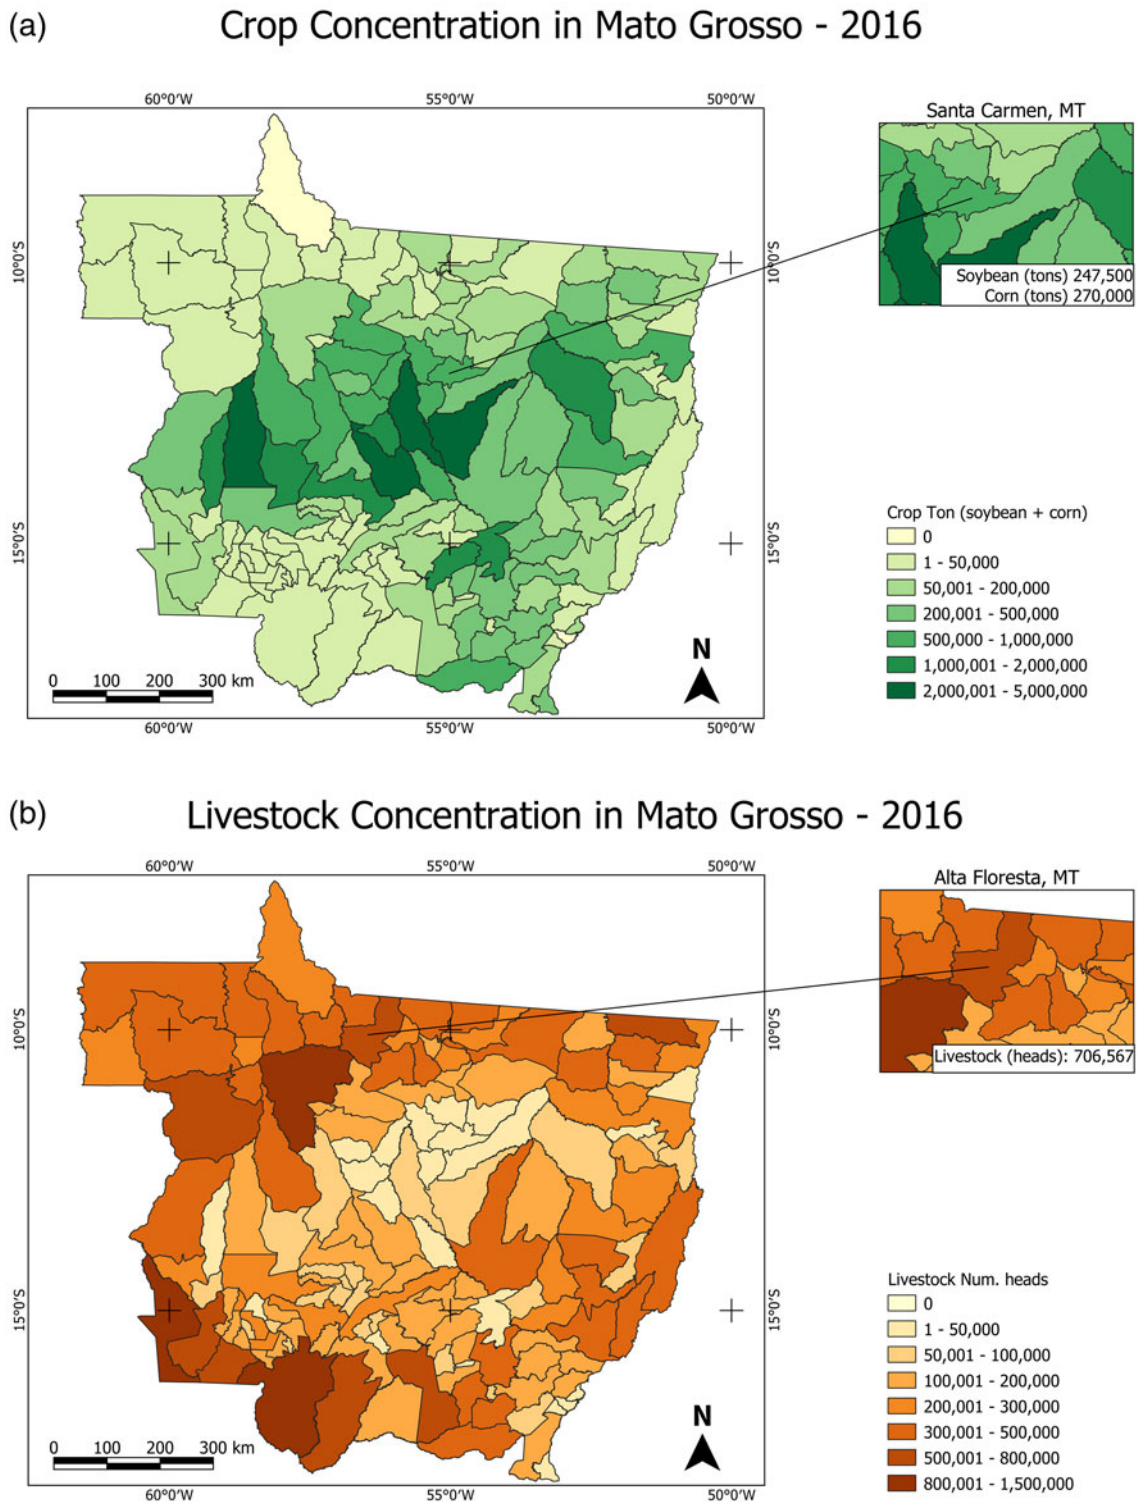 (a)
Crop Concentration in Mato Grosso - 2016
60°0'W 55°0'W 50°0'W
Santa Carmen, MT
10°0'S 10°0'S
Soybean (tons) 247,500
Corn (tons) 270,000
Crop Ton (soybean + corn)
0
15°0'S 15°0'S
1 - 50,000
50,001 - 200,000
200,001 - 500,000
500,000 - 1,000,000
1,000,001 - 2,000,000
2,000,001 - 5,000,000
N
0 100 200 300 km
60°0'W 55°0'W 50°0'W
(b)
Livestock Concentration in Mato Grosso - 2016
60°0'W 55°0'W 50°0'W
Alta Floresta, MT
10°0'S 10°0'S
Livestock (heads): 706,567
Livestock Num. heads
0
15°0'S 15°0'S
1 - 50,000
50,001 - 100,000
100,001 - 200,000
200,001 - 300,000
300,001 - 500,000
500,001 - 800,000
800,001 - 1,500,000
N
0 100 200 300 km
60°0'W 55°0'W 50°0'W